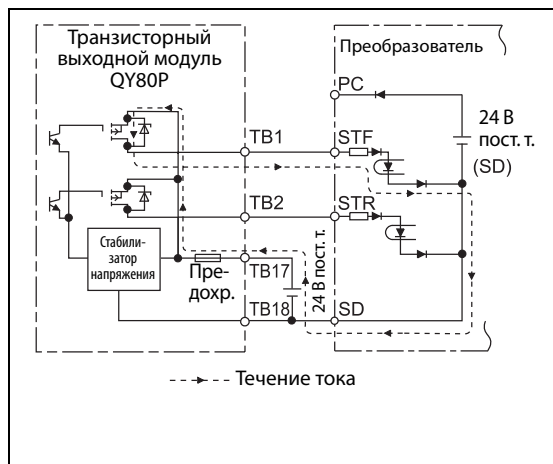 Транзисторный
выходной модуль
QY80P
Преобразователь
PC
24 В
пост. т.
(SD)
TB1
STF
TB2
STR
Стабили-
затор
напряжения
Пре-
дохр.
TB17
24 В пост. т.
TB18
SD
Течение тока